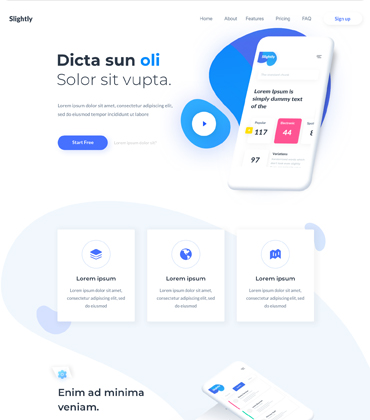 Slightly
Home About Features Pricing FAQ Sign up
Dicta sun oli
Solor sit vupta.
Lorem ipsum dolor sit amet, consectetur adipiscing elit,
sed do eiusmod tempor incididunt ut labore
Start Free
Slightly
Lorem Ipsum is
simply dummy text
of the
117
44
97
Lorem ipsum
Lorem ipsum dolor sit amet,
consectetur adipiscing elit, sed
do eiusmod
Lorem ipsum
Lorem ipsum dolor sit amet,
consectetur adipiscing elit, sed
do eiusmod
Lorem ipsum
Lorem ipsum dolor sit amet,
consectetur adipiscing elit, sed
do eiusmod
Enim ad minima
veniam.